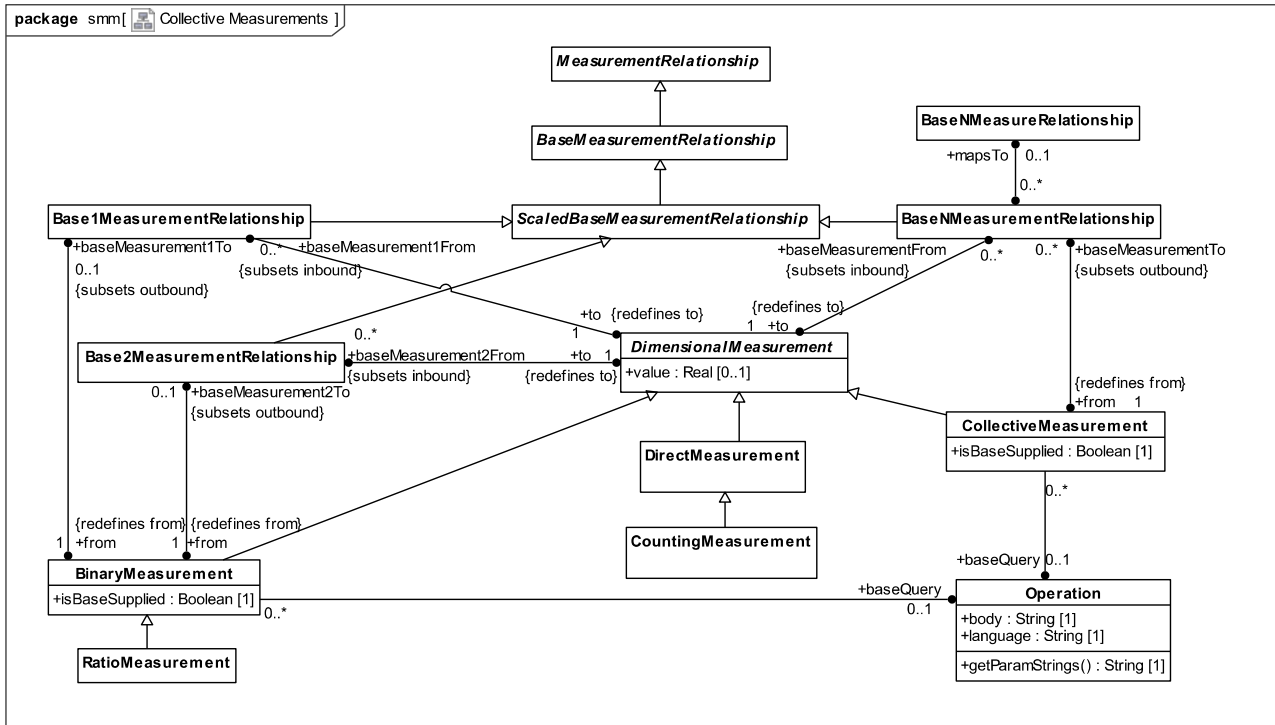 package smm[ Collective Measurements ]
MeasurementRelationship
BaseNMeasureRelationship
BaseMeasurementRelationship
+mapsTo 0..1
0..*
Base1MeasurementRelationship
ScaledBaseMeasurementRelationship
BaseNMeasurementRelationship
+baseMeasurement1To
0..1
{subsets outbound}
0..* +baseMeasurement1From
{subsets inbound}
+baseMeasurementFrom
{subsets inbound}
0..*
0..* +baseMeasurementTo
{subsets outbound}
+to {redefines to}
1
{redefines to}
1 +to
0..*
Base2MeasurementRelationship
+baseMeasurement2From
{subsets inbound}
+to 1
{redefines to}
DimensionalMeasurement
+value : Real [0..1]
0..1 +baseMeasurement2To
{subsets outbound}
{redefines from}
+from 1
CollectiveMeasurement
+isBaseSupplied : Boolean [1]
DirectMeasurement
0..*
{redefines from}
1 +from
{redefines from}
1 +from
CountingMeasurement
+baseQuery 0..1
BinaryMeasurement
+isBaseSupplied : Boolean [1]
0..*
+baseQuery
0..1
Operation
+body : String [1]
+language : String [1]
+getParamStrings() : String [1]
RatioMeasurement